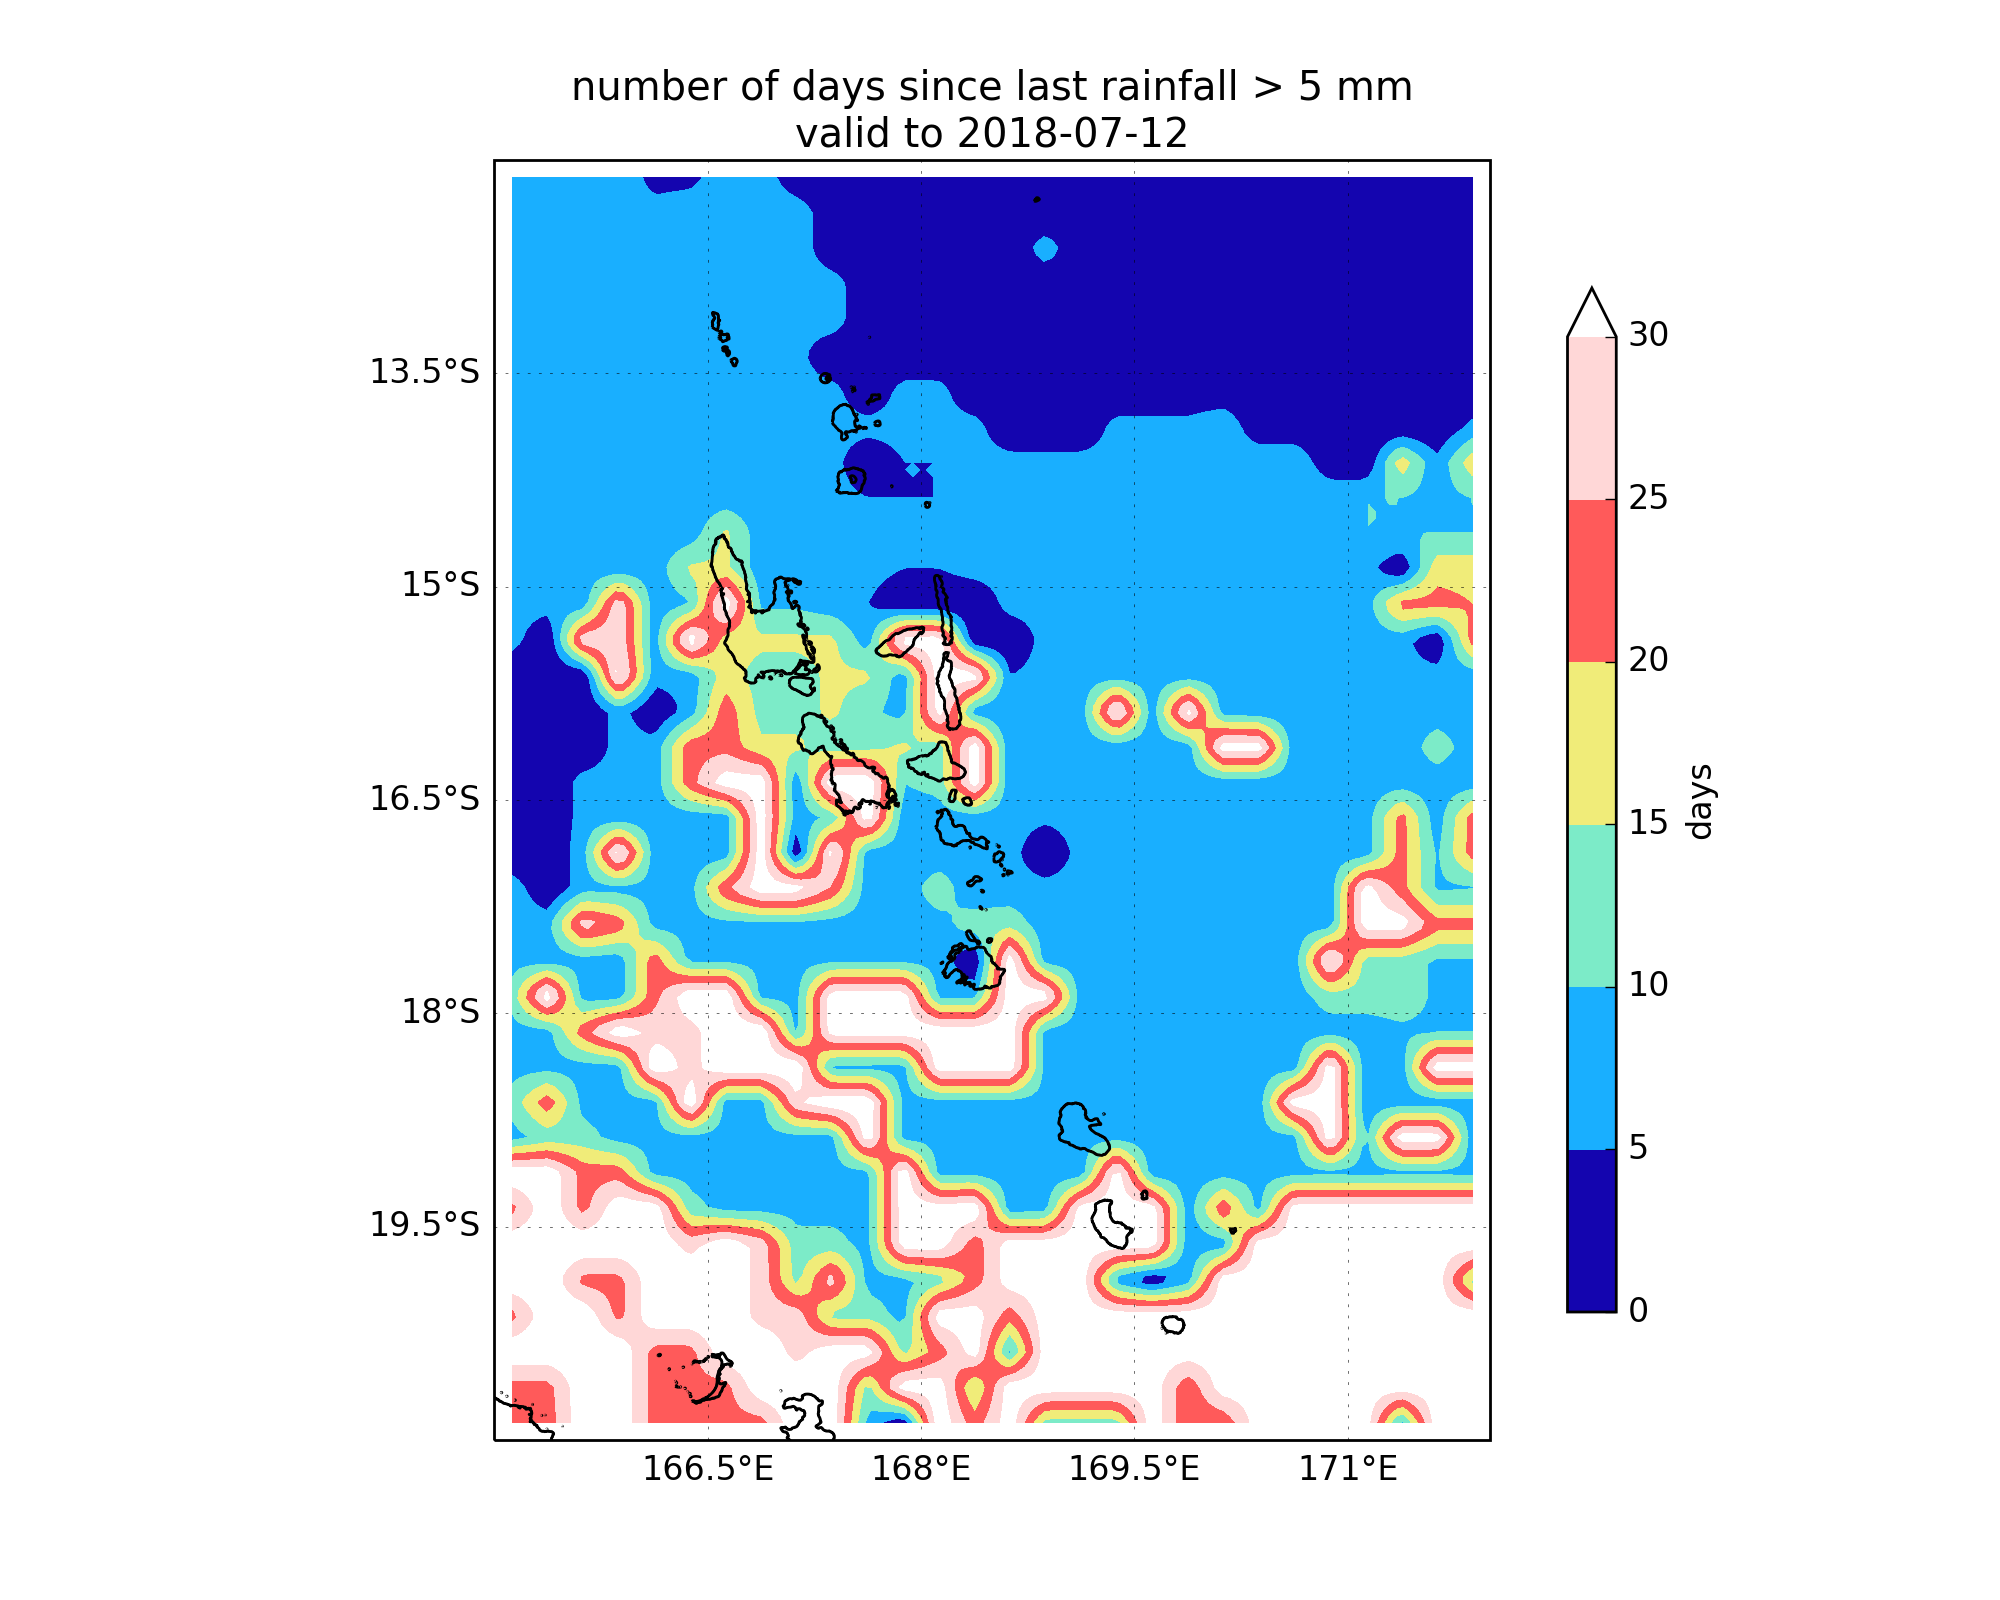 number of days since last rainfall > 5 mm
valid to 2018-07-12
13.5°S
15°S
16.5°S
18°S
19.5°S
166.5°E
168°E
169.5°E
171°E
30
25
20
15
10
5
0
days